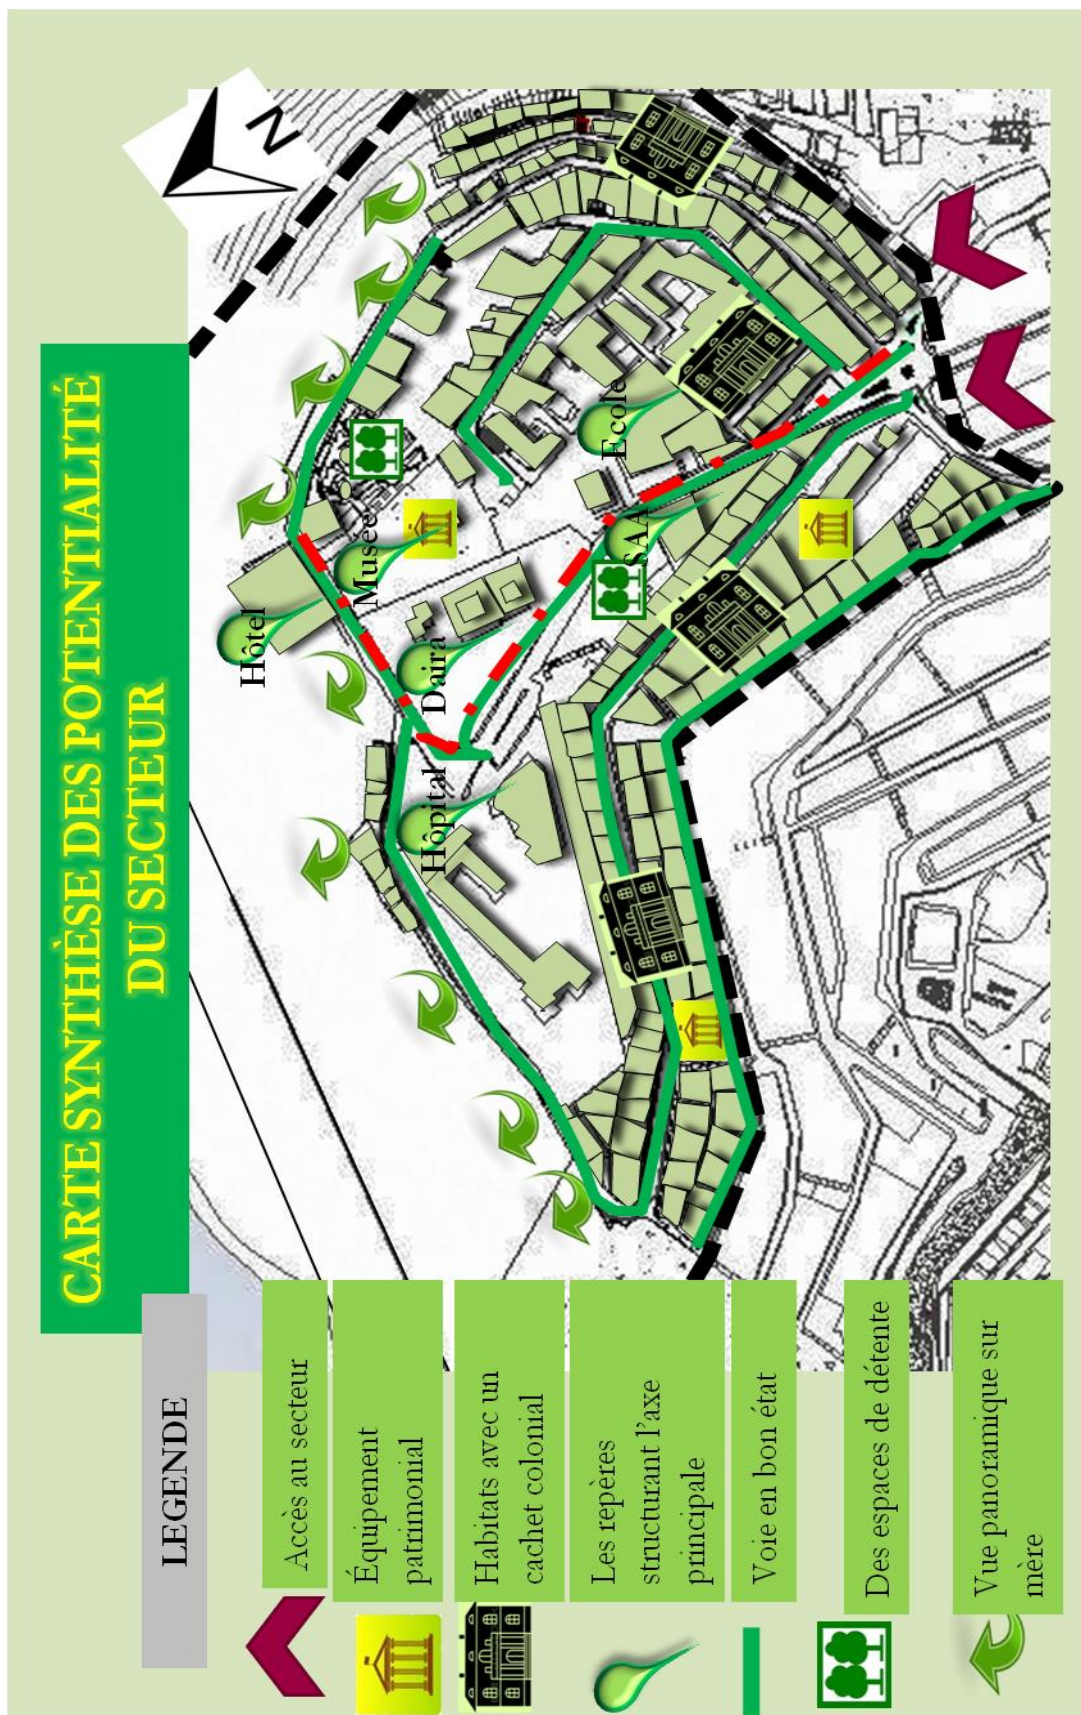 CARTE SYNTHÈSE DES POTENTIALITÉ
DU SECTEUR
N
Hôtel
Musée
Ecole
SAA
Daira
Hôpital
LEGENDE
Accès au secteur
Équipement
patrimonial
Habitats avec un
cachet colonial
Les repères
structurant l'axe
principale
Voie en bon état
Des espaces de détente
Vue panoramique sur
mère